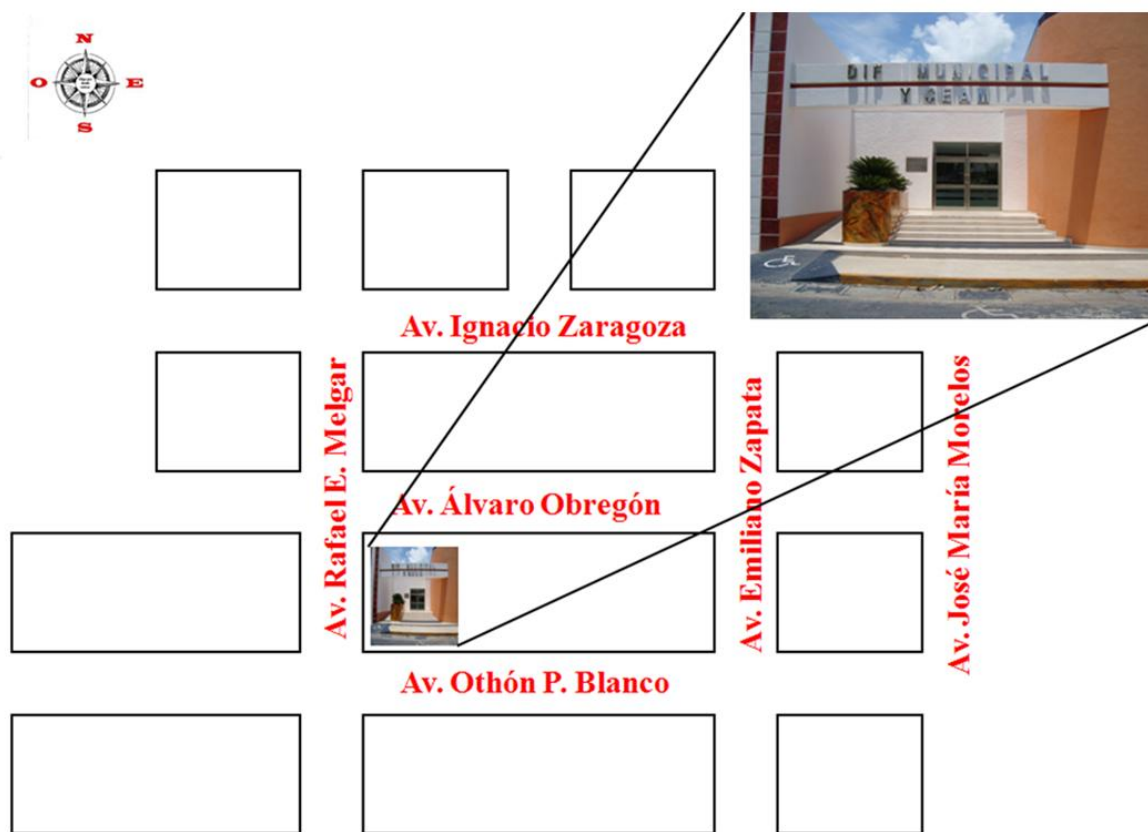 N
O
E
S
DIF MUNICIPAL
Y CEAM
Av. Ignacio Zaragoza
Av. Rafael E. Melgar
Av. Emiliano Zapata
Av. José María Morelos
Av. Álvaro Obregón
Av. Othón P. Blanco